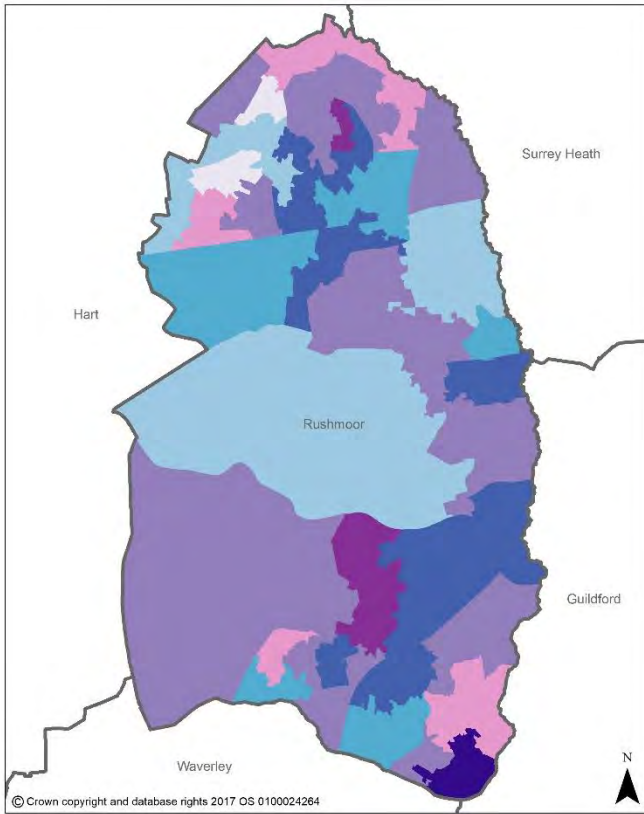 Surrey Heath
Hart
Rushmoor
Guildford
Waverley
N
© Crown copyright and database rights 2017 OS 0100024264